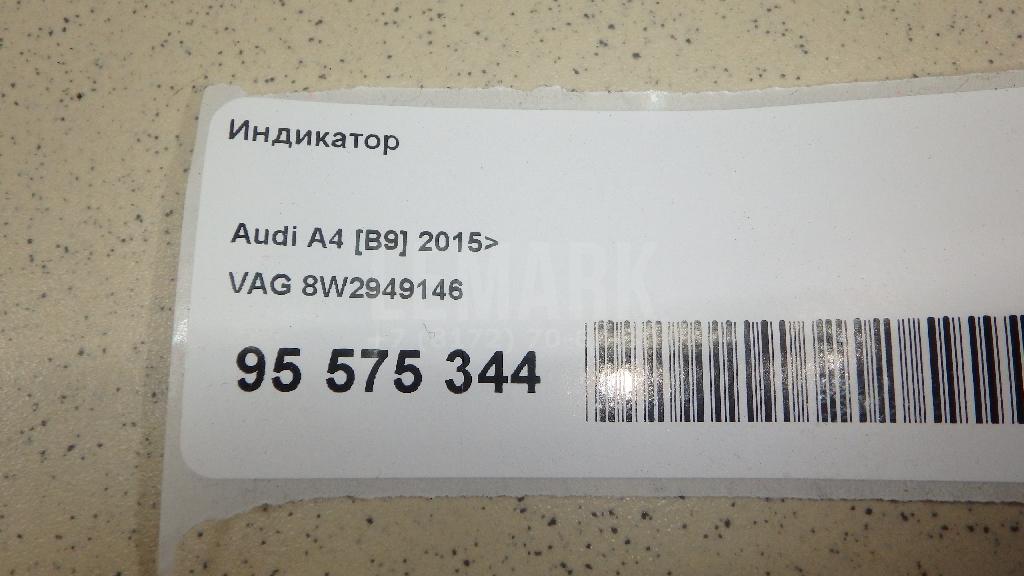 Индикатор
Audi A4 [B9] 2015>
VAG 8W2949146
95 575 344